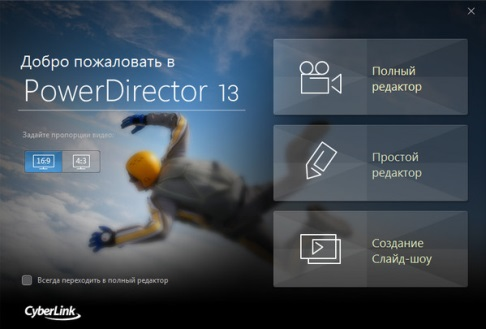 Добро пожаловать в
PowerDirector 13
Задайте пропорции видео:
16:9
4:3
Полный
редактор
Простой
редактор
Создание
Слайд-шоу
Всегда переходить в полный редактор
CyberLink